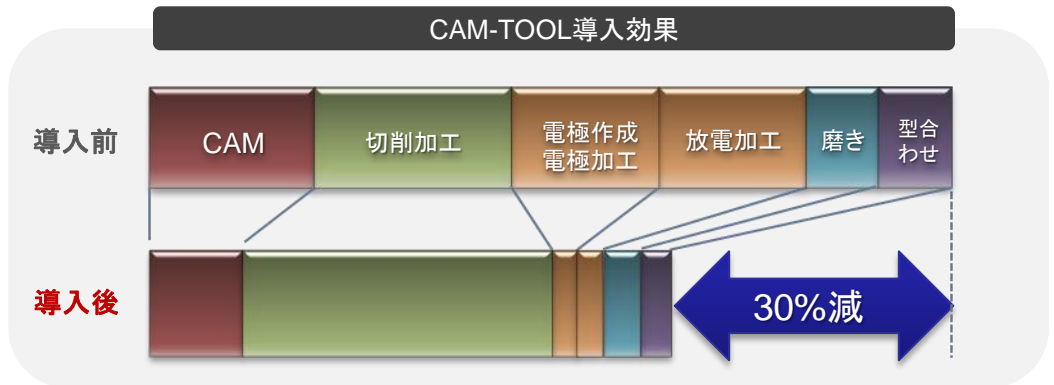 CAM-TOOL導入効果
導入前
CAM
切削加工
電極作成
電極加工
放電加工
磨き
型合
わせ
導入後
30%減